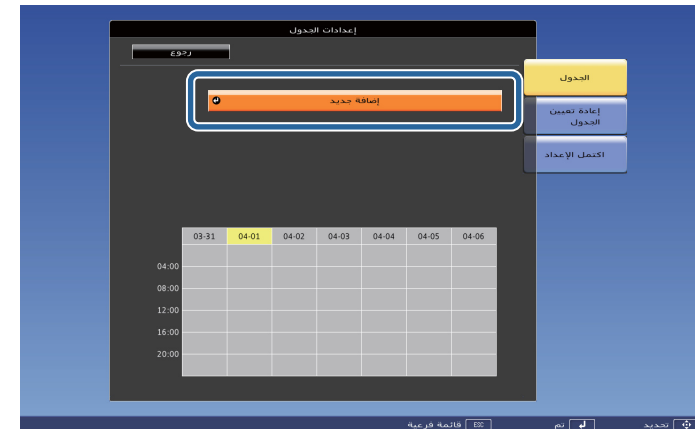 إعدادات الجدول
رجوع
الجدول
إضافة جديد
إعادة تعيين
الجدول
اكتمل الإعداد
03-31 04-01 04-02 04-03 04-04 04-05 04-06
04:00
08:00
12:00
16:00
20:00
تحديد تم ESC قائمة فرعية